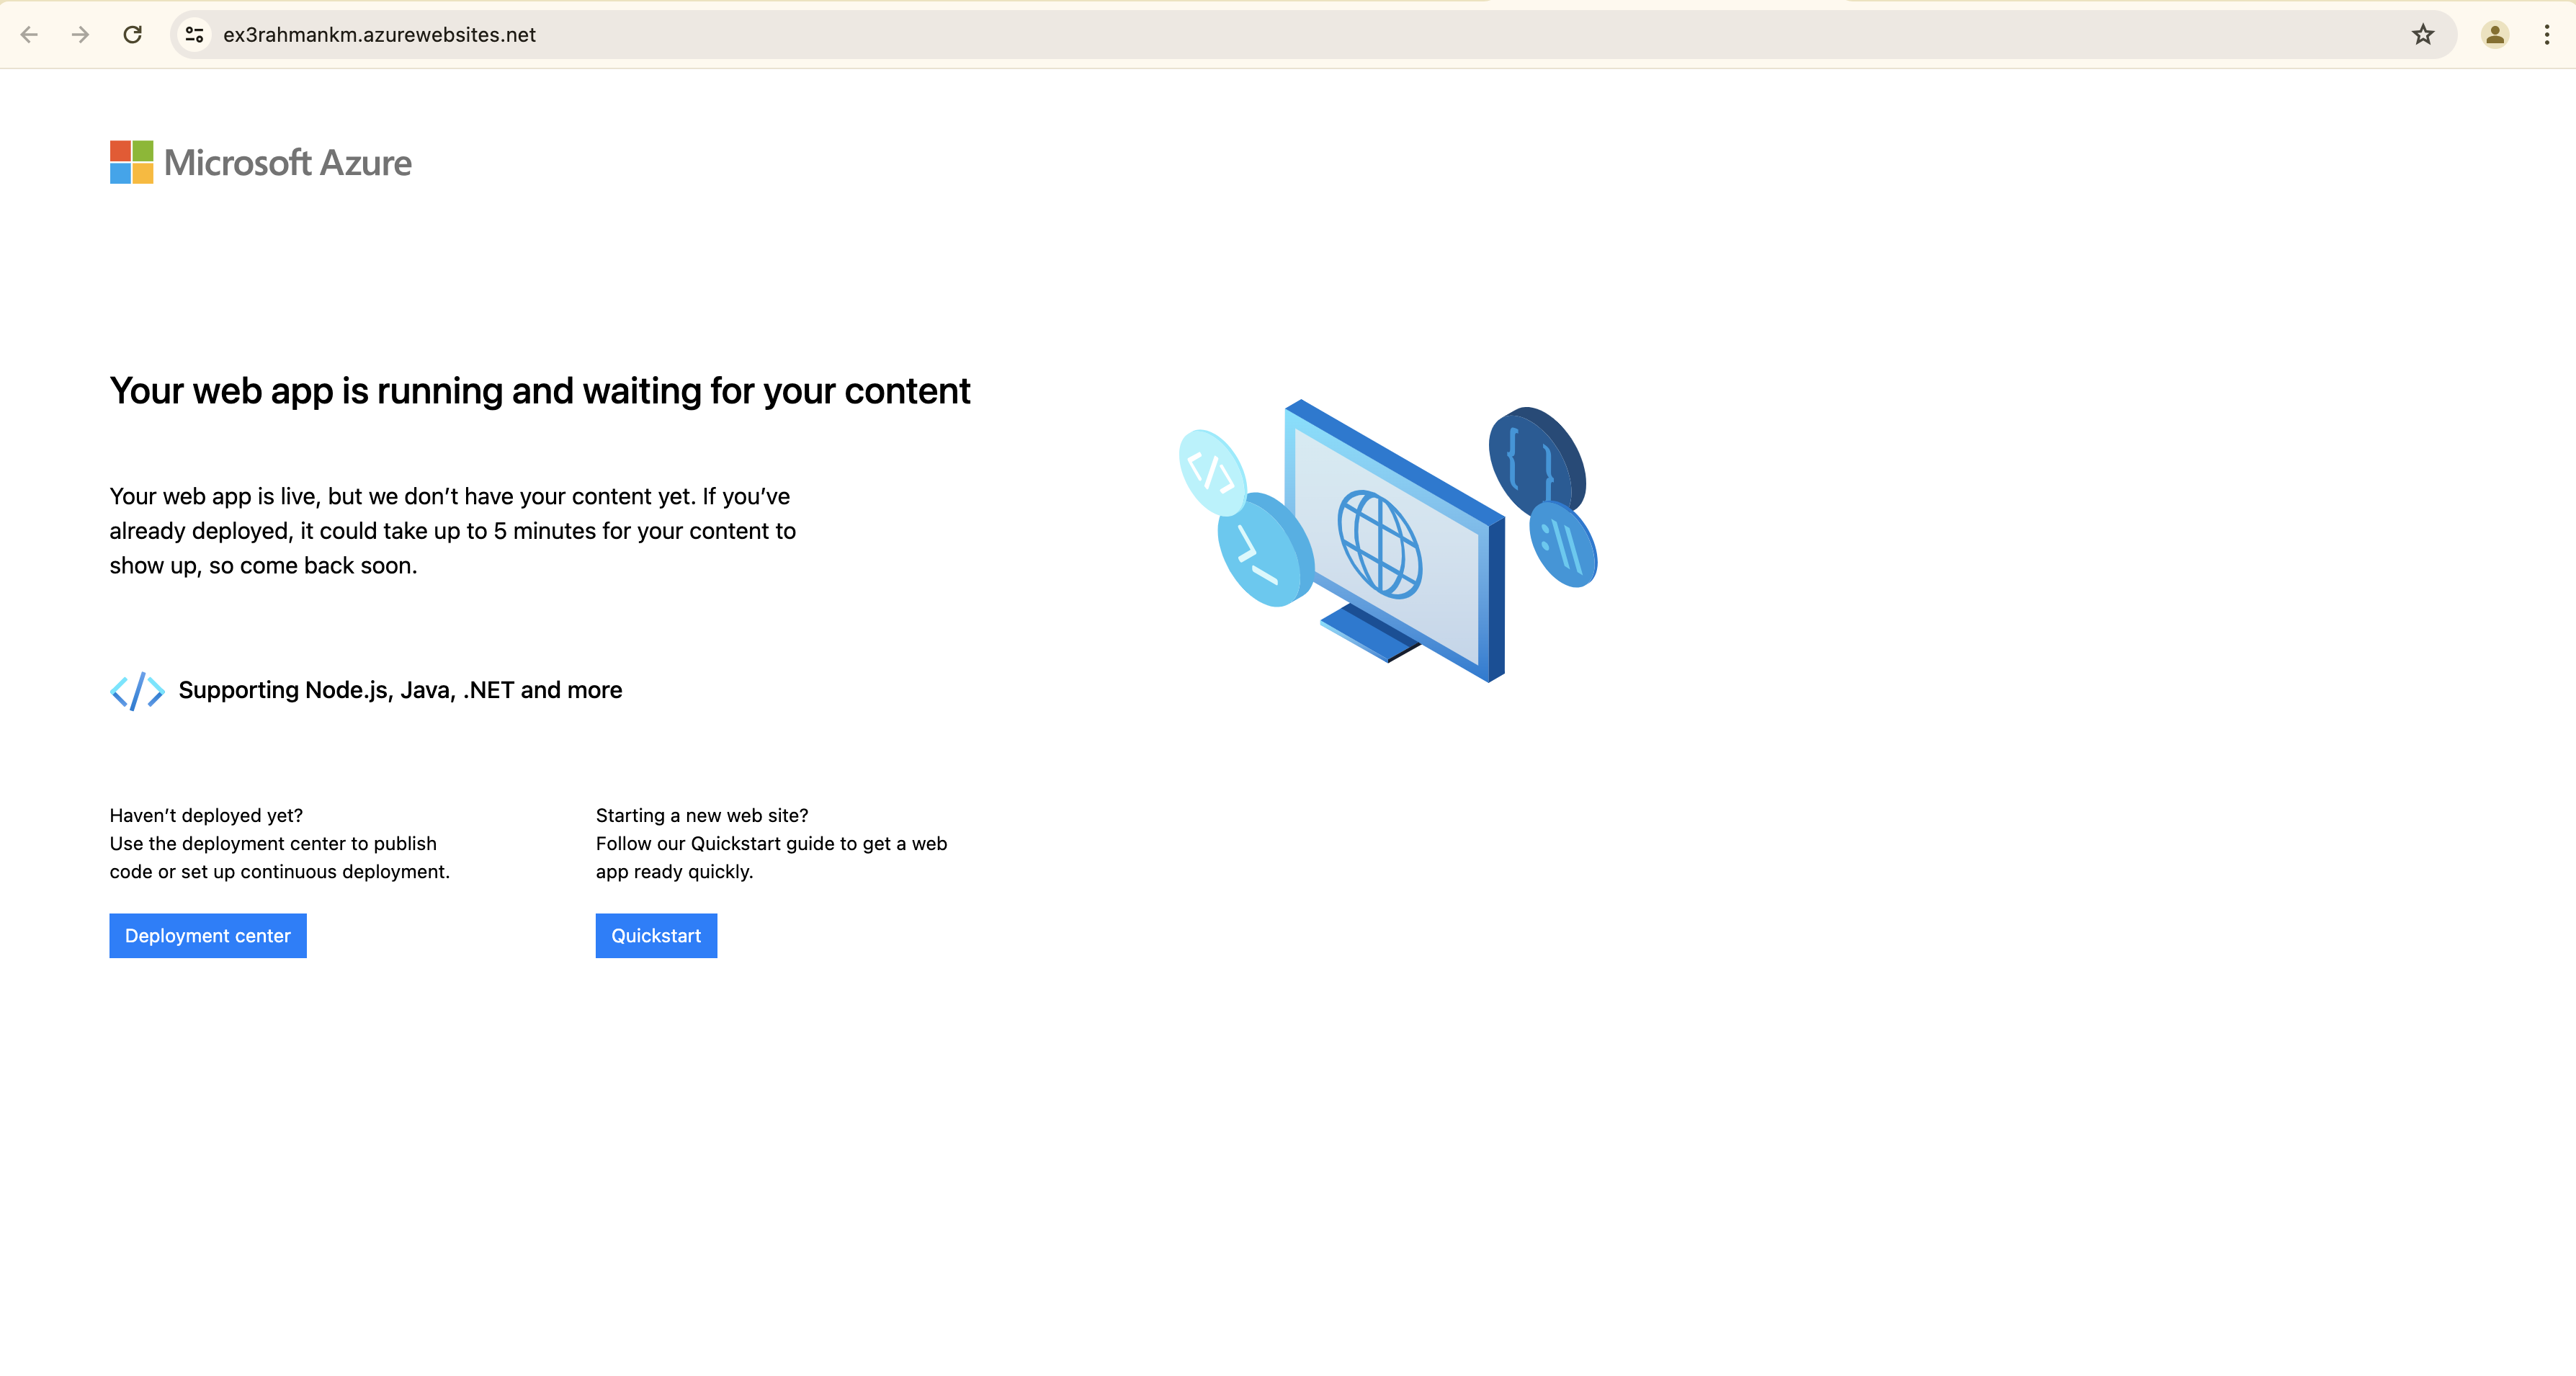 ex3rahmankm.azurewebsites.net
Microsoft Azure
Your web app is running and waiting for your content
Your web app is live, but we don’t have your content yet. If you’ve
already deployed, it could take up to 5 minutes for your content to
show up, so come back soon.
Supporting Node.js, Java, .NET and more
Haven’t deployed yet?
Use the deployment center to publish
code or set up continuous deployment.
Deployment center
Starting a new web site?
Follow our Quickstart guide to get a web
app ready quickly.
Quickstart